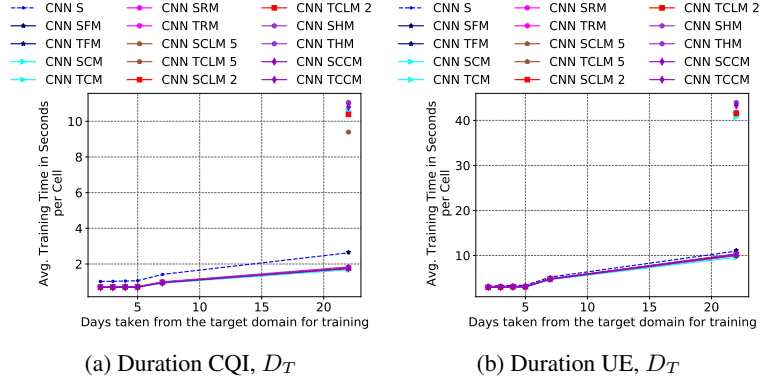 CNN S CNN SRM CNN TCLM 2
CNN SFM CNN TRM CNN SHM
CNN TFM CNN SCLM 5 CNN THM
CNN SCM CNN TCLM 5 CNN SCCM
CNN TCM CNN SCLM 2 CNN TCCM
Avg. Training Time in Seconds
per Cell
10
8
6
4
2
5 10 15 20
Days taken from the target domain for training
(a) Duration CQI, D_T
CNN S CNN SRM CNN TCLM 2
CNN SFM CNN TRM CNN SHM
CNN TFM CNN SCLM 5 CNN THM
CNN SCM CNN TCLM 5 CNN SCCM
CNN TCM CNN SCLM 2 CNN TCCM
Avg. Training Time in Seconds
per Cell
40
30
20
10
5 10 15 20
Days taken from the target domain for training
(b) Duration UE, D_T